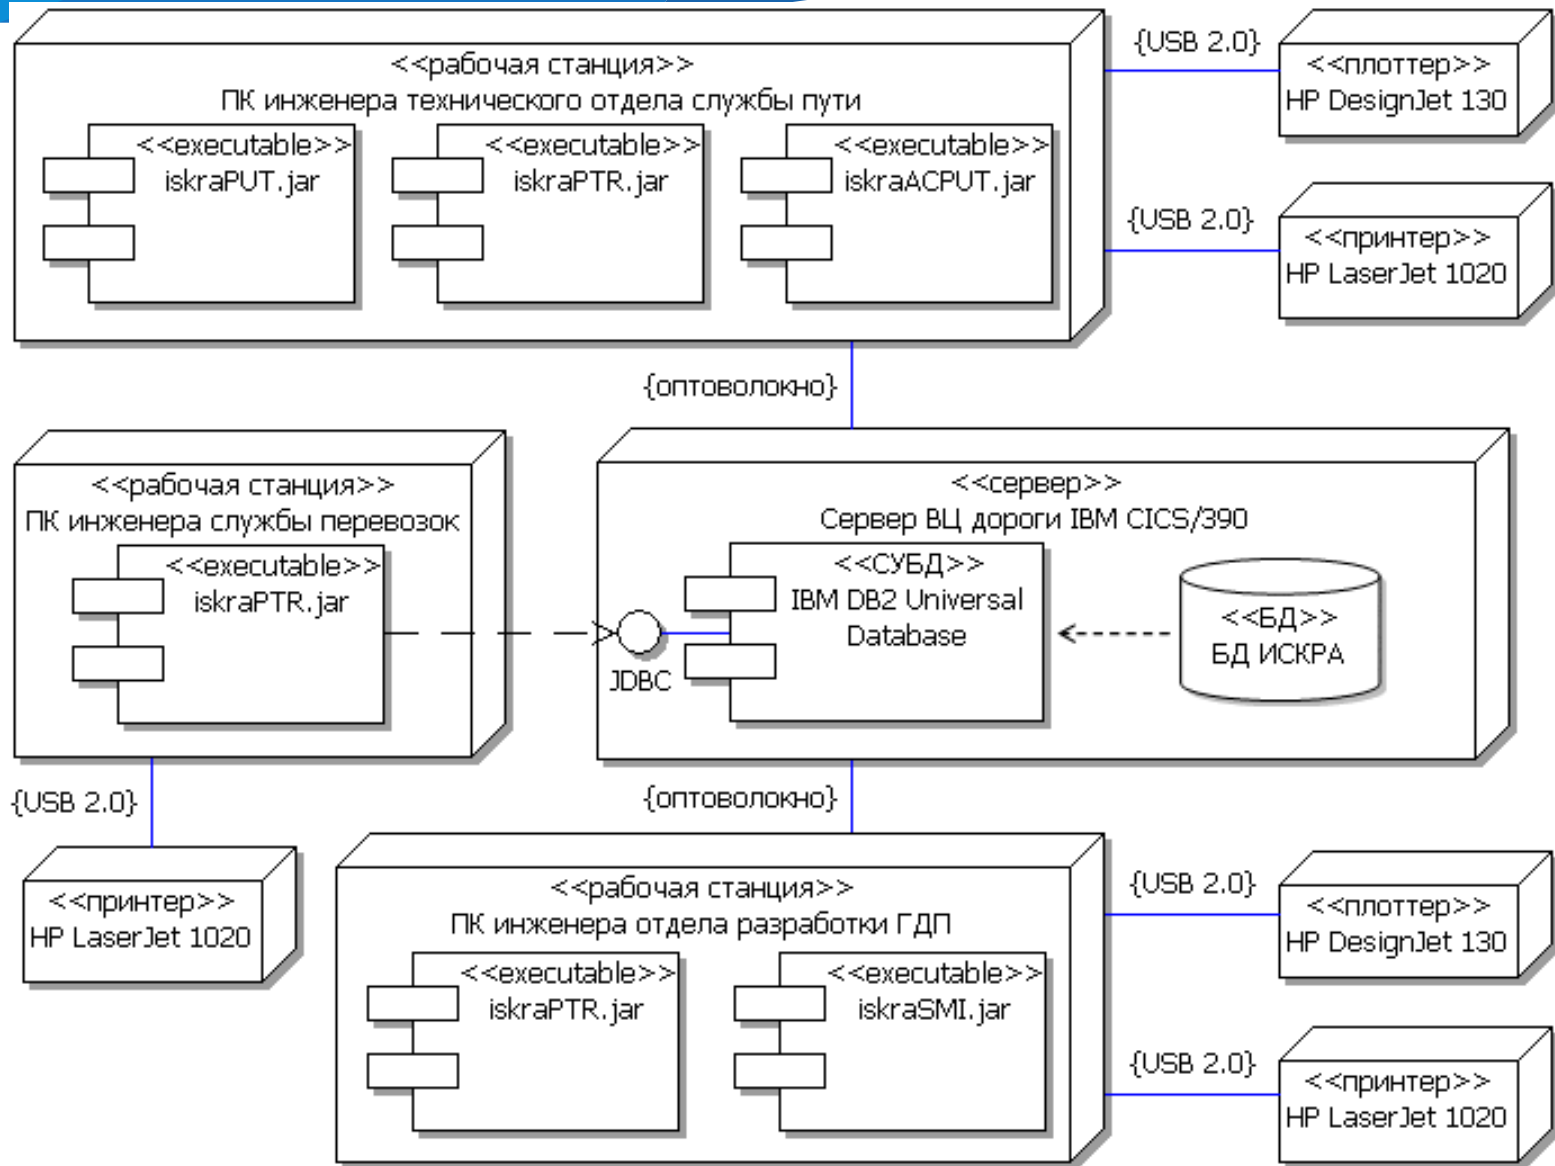 <<рабочая станция>>
ПК инженера технического отдела службы пути
<<executable>>
iskraPUT.jar
<<executable>>
iskraPTR.jar
<<executable>>
iskraACPUT.jar
{USB 2.0}
<<плоттер>>
HP DesignJet 130
{USB 2.0}
<<принтер>>
HP LaserJet 1020
{оптоволокно}
<<рабочая станция>>
ПК инженера службы перевозок
<<executable>>
iskraPTR.jar
<<сервер>>
Сервер ВЦ дороги IBM CICS/390
JDBC
<<СУБД>>
IBM DB2 Universal
Database
<<БД>>
БД ИСКРА
{USB 2.0}
<<принтер>>
HP LaserJet 1020
{оптоволокно}
<<рабочая станция>>
ПК инженера отдела разработки ГДП
<<executable>>
iskraPTR.jar
<<executable>>
iskraSMI.jar
{USB 2.0}
<<плоттер>>
HP DesignJet 130
{USB 2.0}
<<принтер>>
HP LaserJet 1020